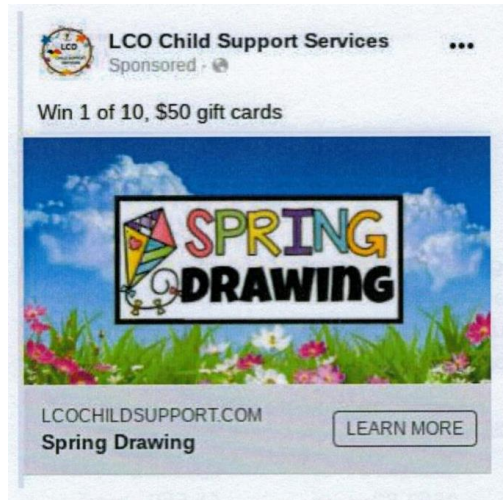 LCO
LCO Child Support Services
Sponsored ·
Win 1 of 10, $50 gift cards
SPRING
DRAWING
LCOCHILDSUPPORT.COM
Spring Drawing
LEARN MORE